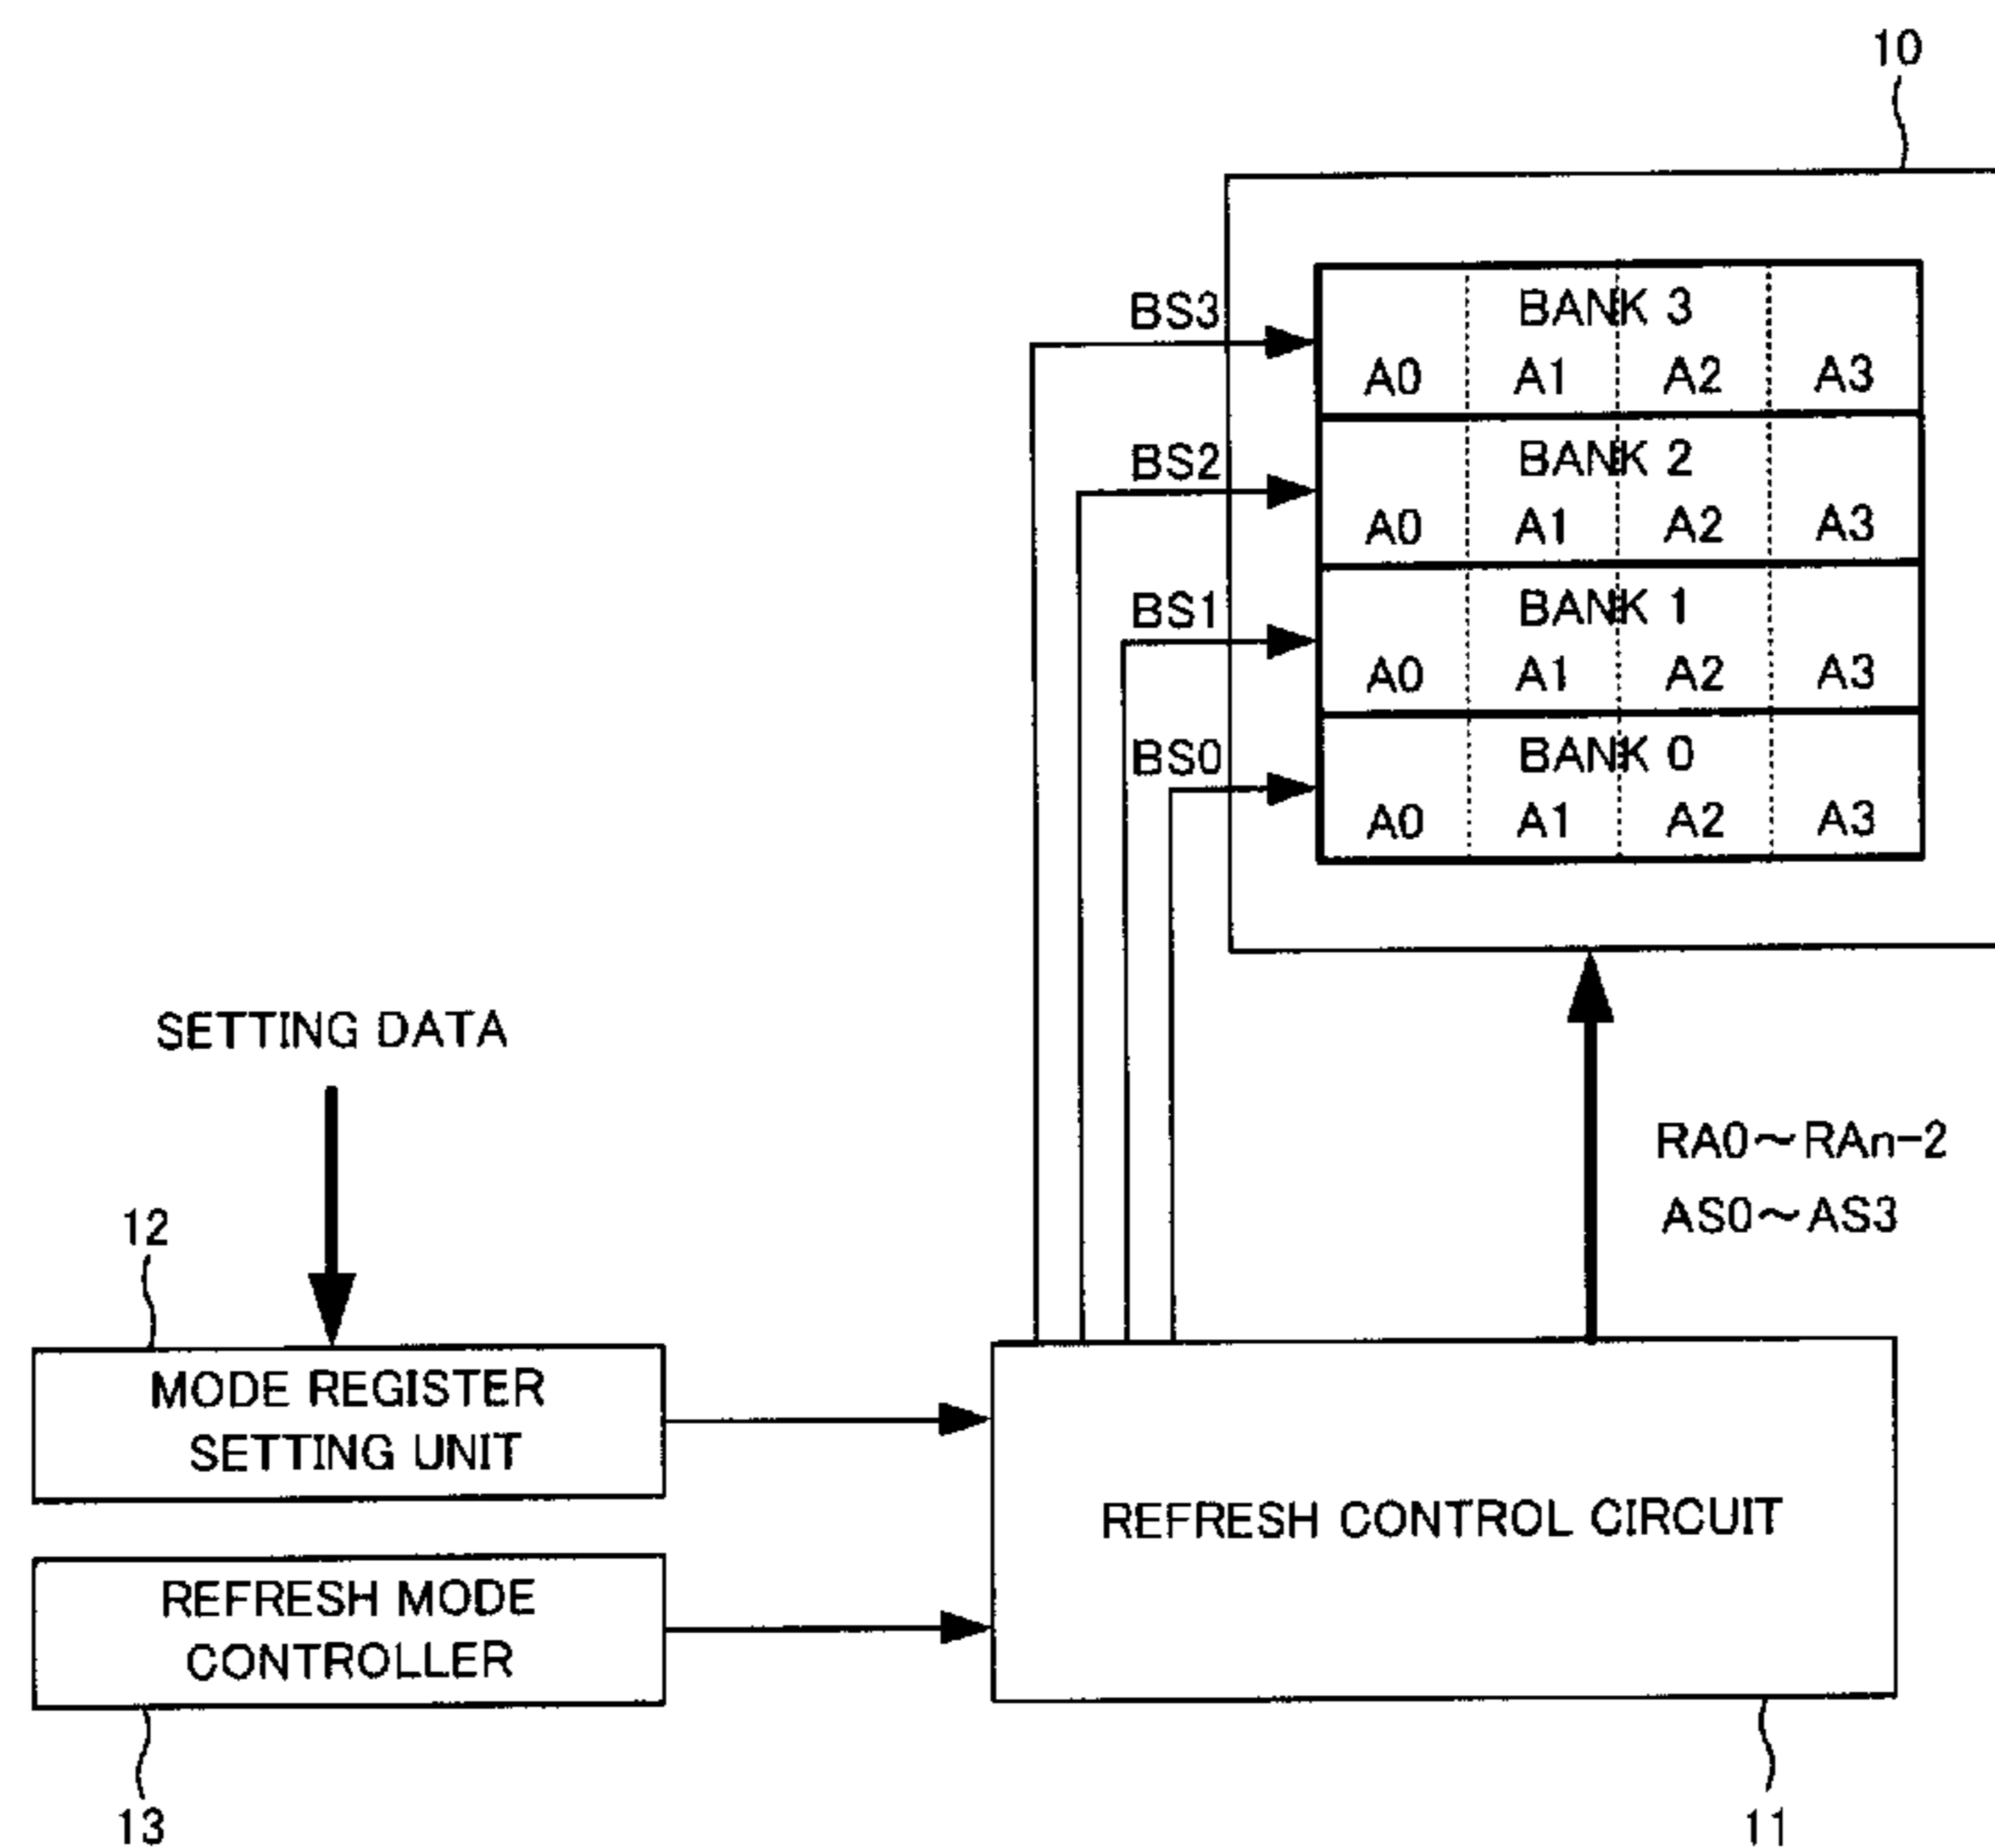 10
BS3
BANK 3
A0 A1 A2 A3
BS2
BANK 2
A0 A1 A2 A3
BS1
BANK 1
A0 A1 A2 A3
BS0
BANK 0
A0 A1 A2 A3
SETTING DATA
RA0~RAn-2
AS0~AS3
12
MODE REGISTER
SETTING UNIT
REFRESH CONTROL CIRCUIT
REFRESH MODE
CONTROLLER
13
11